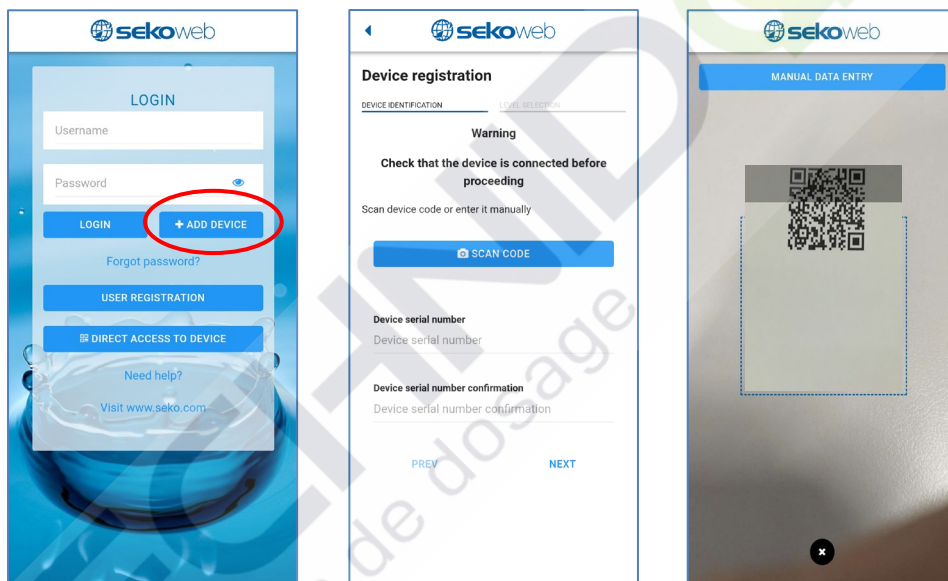 sekoweb
LOGIN
Username
Password
LOGIN
+ ADD DEVICE
Forgot password?
USER REGISTRATION
DIRECT ACCESS TO DEVICE
Need help?
Visit www.seko.com
sekoweb
Device registration
DEVICE IDENTIFICATION
LEVEL SELECTION
Warning
Check that the device is connected before
proceeding
Scan device code or enter it manually
SCAN CODE
Device serial number
Device serial number
Device serial number confirmation
Device serial number confirmation
PREV
NEXT
sekoweb
MANUAL DATA ENTRY
de dosage